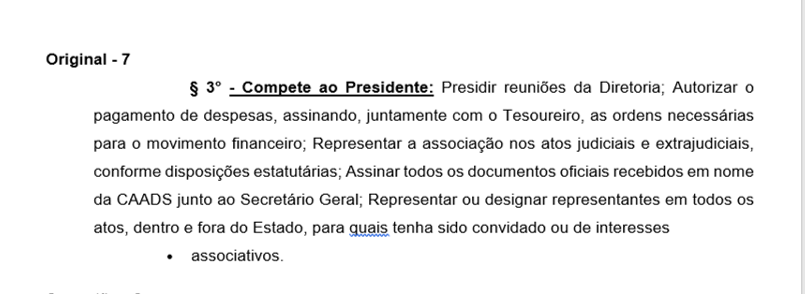 Original - 7
§ 3° - Compete ao Presidente: Presidir reuniões da Diretoria; Autorizar o
pagamento de despesas, assinando, juntamente com o Tesoureiro, as ordens necessárias
para o movimento financeiro; Representar a associação nos atos judiciais e extrajudiciais,
conforme disposições estatutárias; Assinar todos os documentos oficiais recebidos em nome
da CAADS junto ao Secretário Geral; Representar ou designar representantes em todos os
atos, dentro e fora do Estado, para quais tenha sido convidado ou de interesses
• associativos.